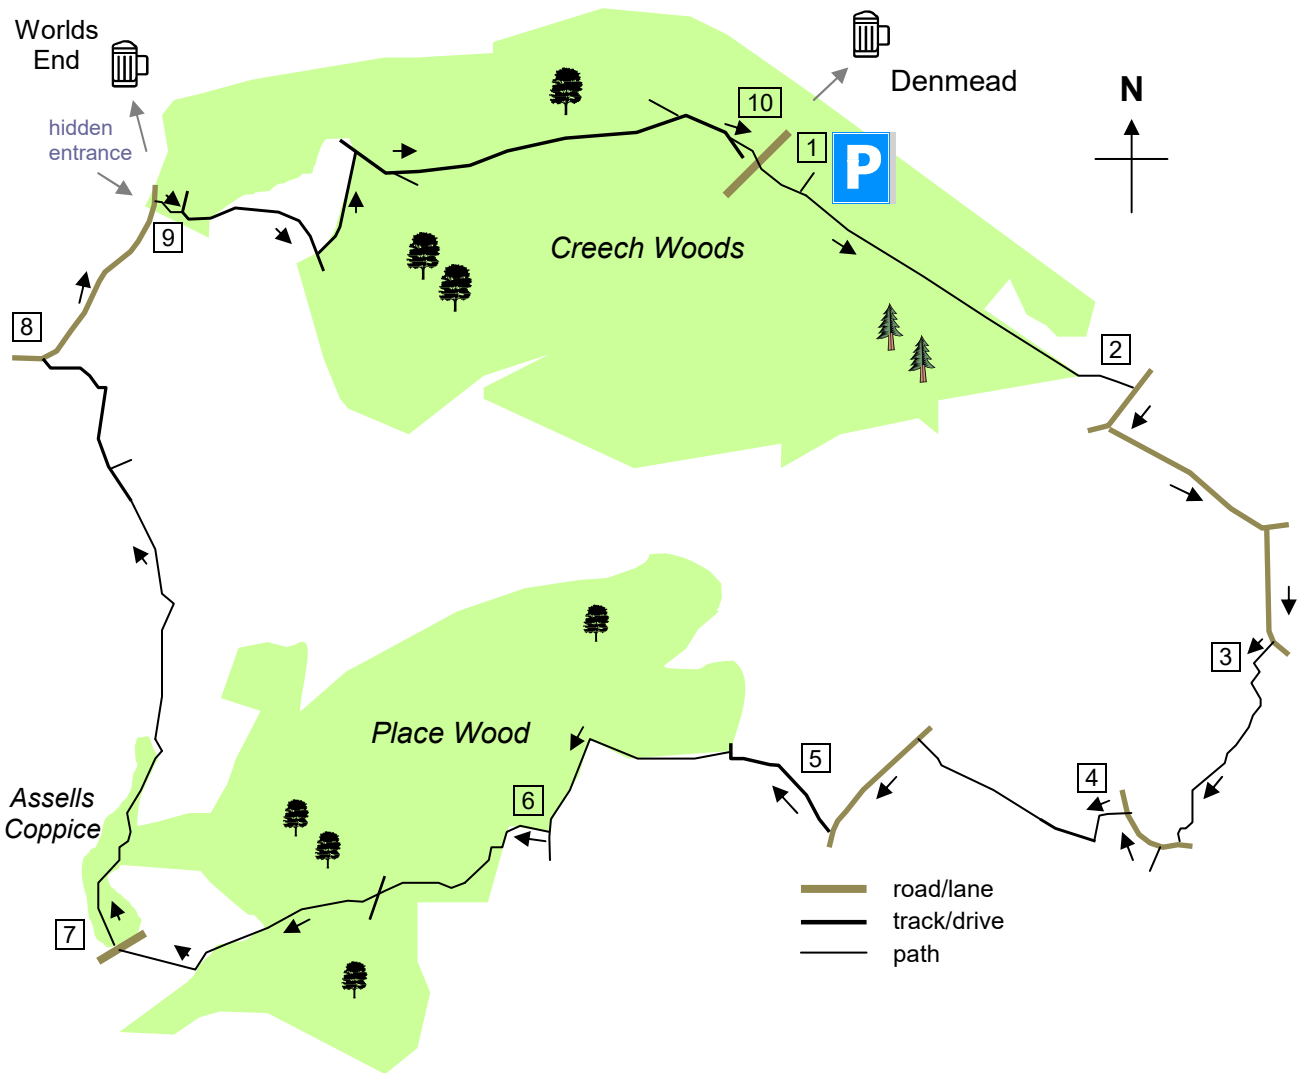 Worlds
End
hidden
entrance
10
Denmead
N
1
P
9
Creech Woods
8
2
3
Place Wood
5
4
6
Assells
Coppice
7
road/lane
track/drive
path